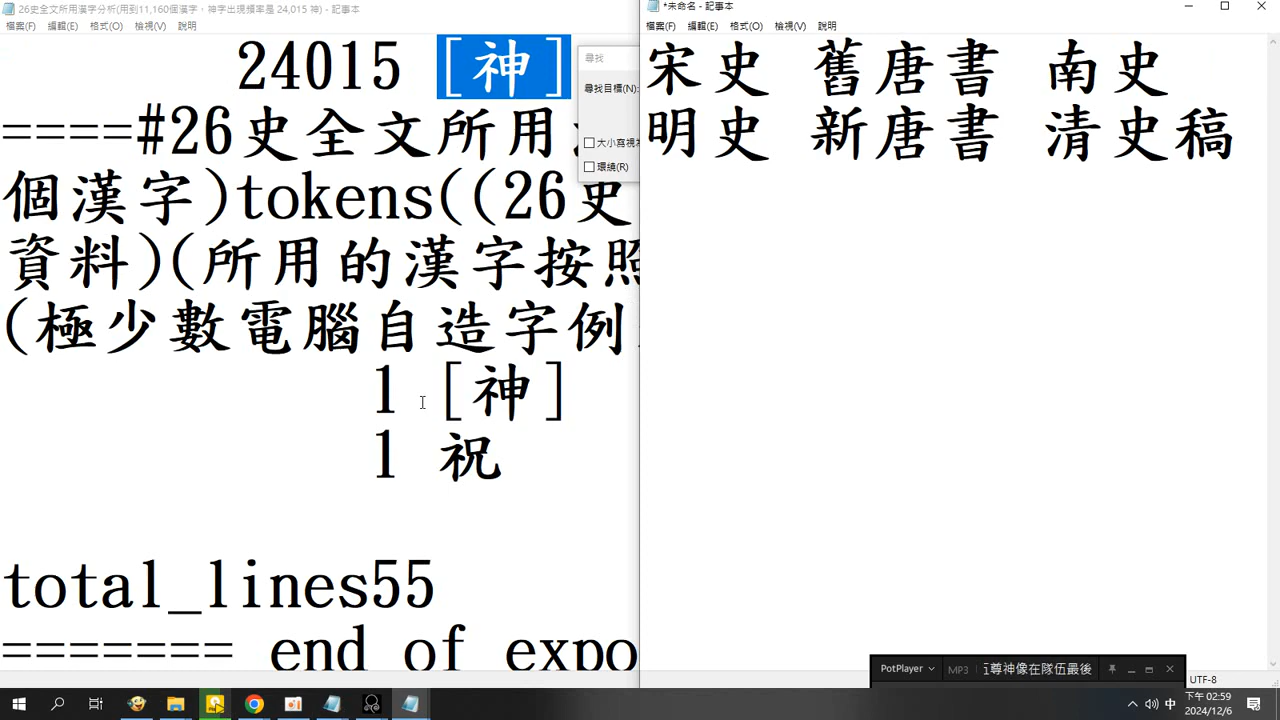 26史全文所用漢字分析(用到11,160個漢字，神字出現頻率是 24,015 神) - 記事本
檔案(F) 編輯(E) 格式(O) 檢視(V) 說明
24015 [神]
====#26史全文所用
個漢字)tokens((26史
資料)(所用的漢字按照
(極少數電腦自造字例
1 [神]
1 祝
total_lines55
======= end of expo
尋找
尋找目標(N):
大小寫視為
環繞(R)
*未命名 - 記事本
檔案(F) 編輯(E) 格式(O) 檢視(V) 說明
宋史 舊唐書 南史
明史 新唐書 清史稿
PotPlayer MP3 尊神像在隊伍最後
UTF-8
中 下午 02:59
2024/12/6